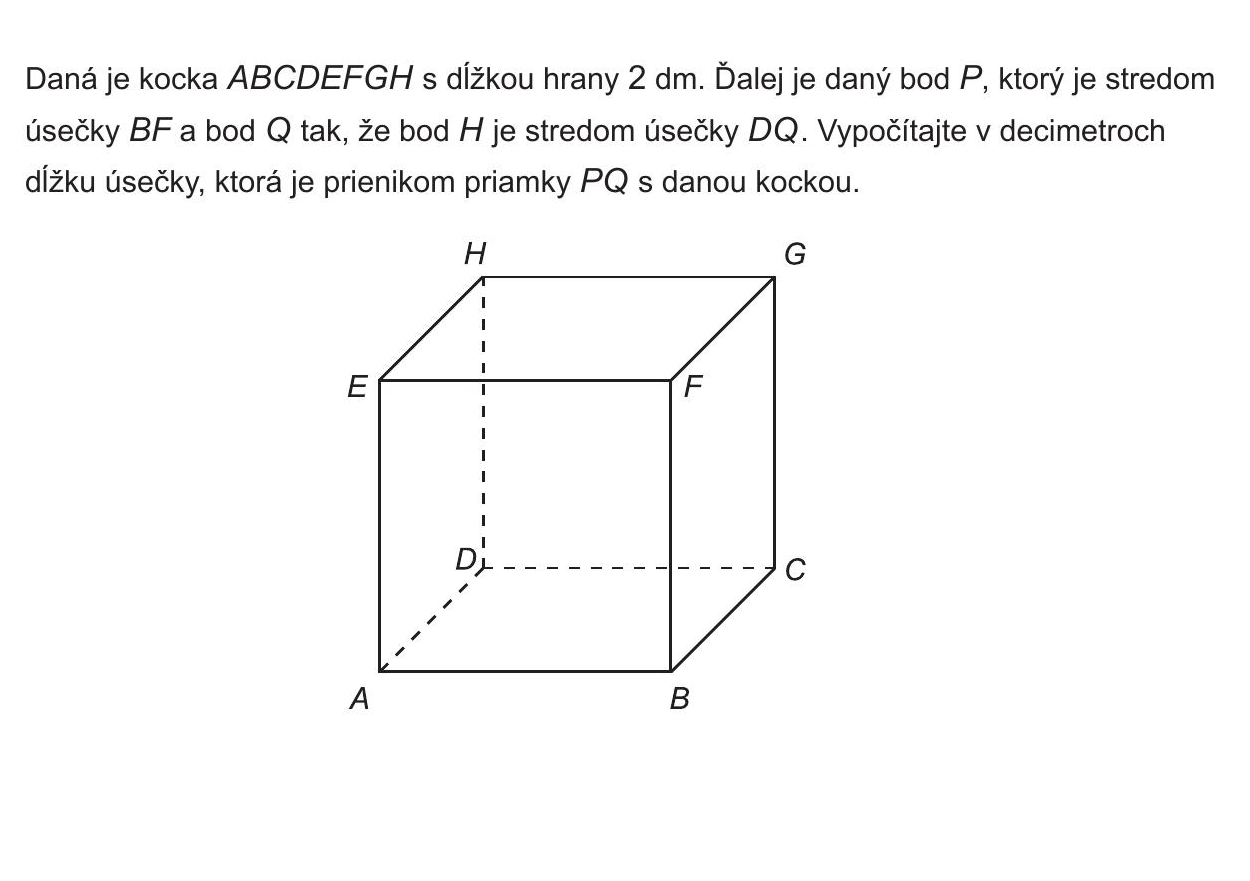 Daná je kocka ABCDEFGH s dĺžkou hrany 2 dm. Ďalej je daný bod P, ktorý je stredom
úsečky BF a bod Q tak, že bod H je stredom úsečky DQ. Vypočítajte v decimetroch
dĺžku úsečky, ktorá je prienikom priamky PQ s danou kockou.
H
G
E
F
D
C
A
B